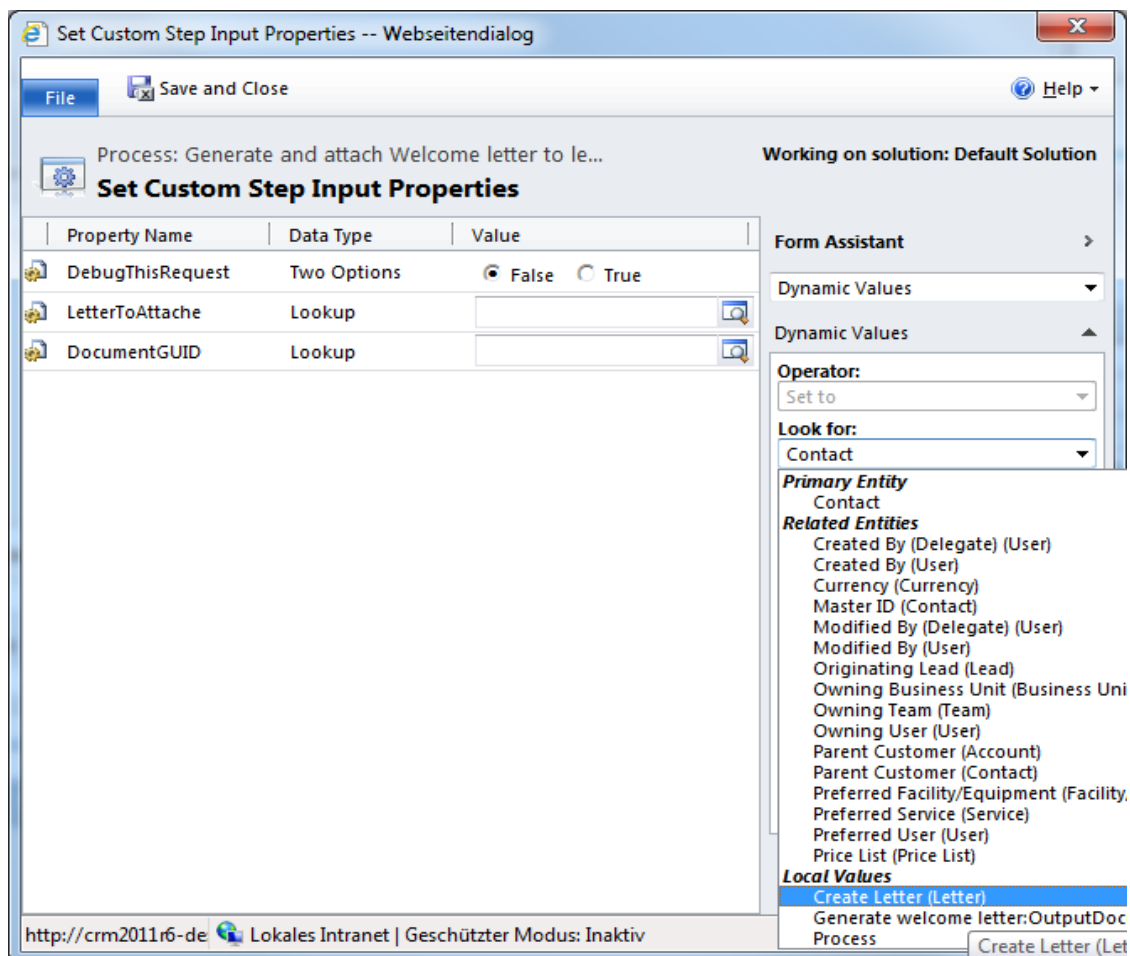 Set Custom Step Input Properties -- Webseitendialog
X
File Save and Close Help
Process: Generate and attach Welcome letter to le...
Working on solution: Default Solution
Set Custom Step Input Properties
Property Name Data Type Value
DebugThisRequest Two Options False True
LetterToAttache Lookup
DocumentGUID Lookup
Form Assistant >
Dynamic Values
Dynamic Values
Operator:
Set to
Look for:
Contact
Primary Entity
Contact
Related Entities
Created By (Delegate) (User)
Created By (User)
Currency (Currency)
Master ID (Contact)
Modified By (Delegate) (User)
Modified By (User)
Originating Lead (Lead)
Owning Business Unit (Business Uni
Owning Team (Team)
Owning User (User)
Parent Customer (Account)
Parent Customer (Contact)
Preferred Facility/Equipment (Facility,
Preferred Service (Service)
Preferred User (User)
Price List (Price List)
Local Values
Create Letter (Letter)
Generate welcome letter:OutputDoc
Process
Create Letter (Let
http://crm2011r6-de Lokales Intranet | Geschützter Modus: Inaktiv